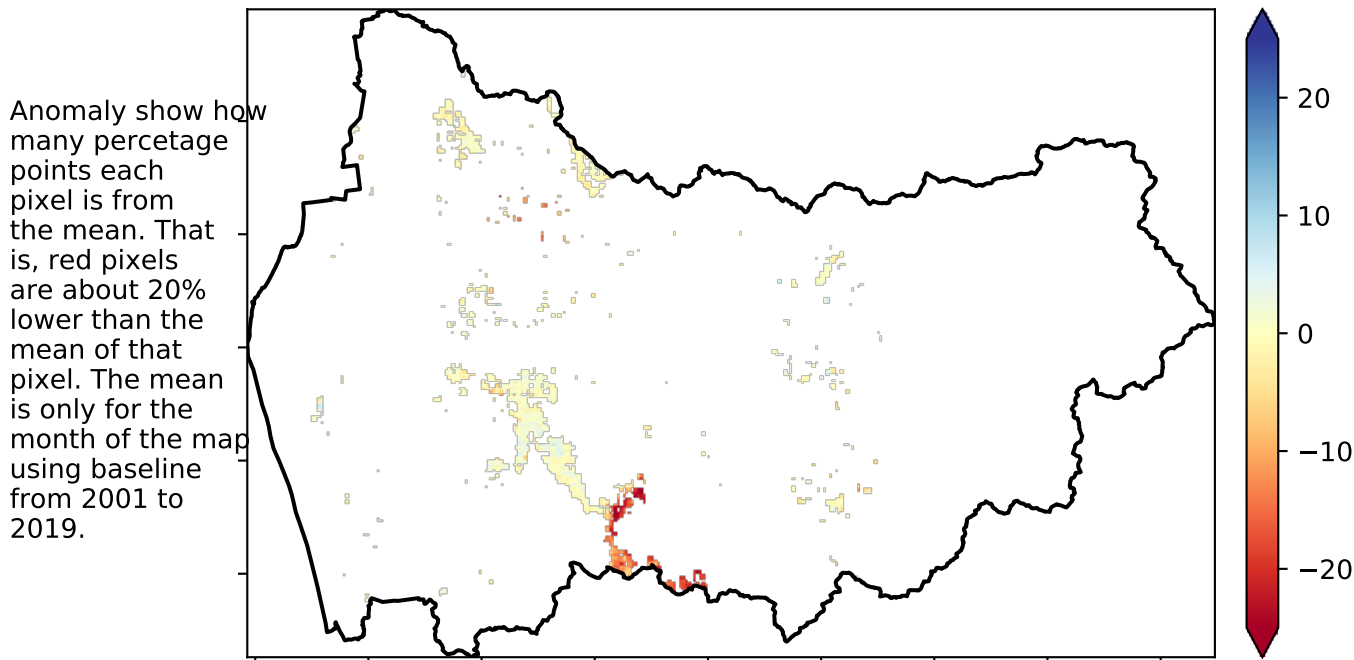 Anomaly show how
many percetage
points each
pixel is from
the mean. That
is, red pixels
are about 20%
lower than the
mean of that
pixel. The mean
is only for the
month of the map
using baseline
from 2001 to
2019.
20
10
0
−10
−20